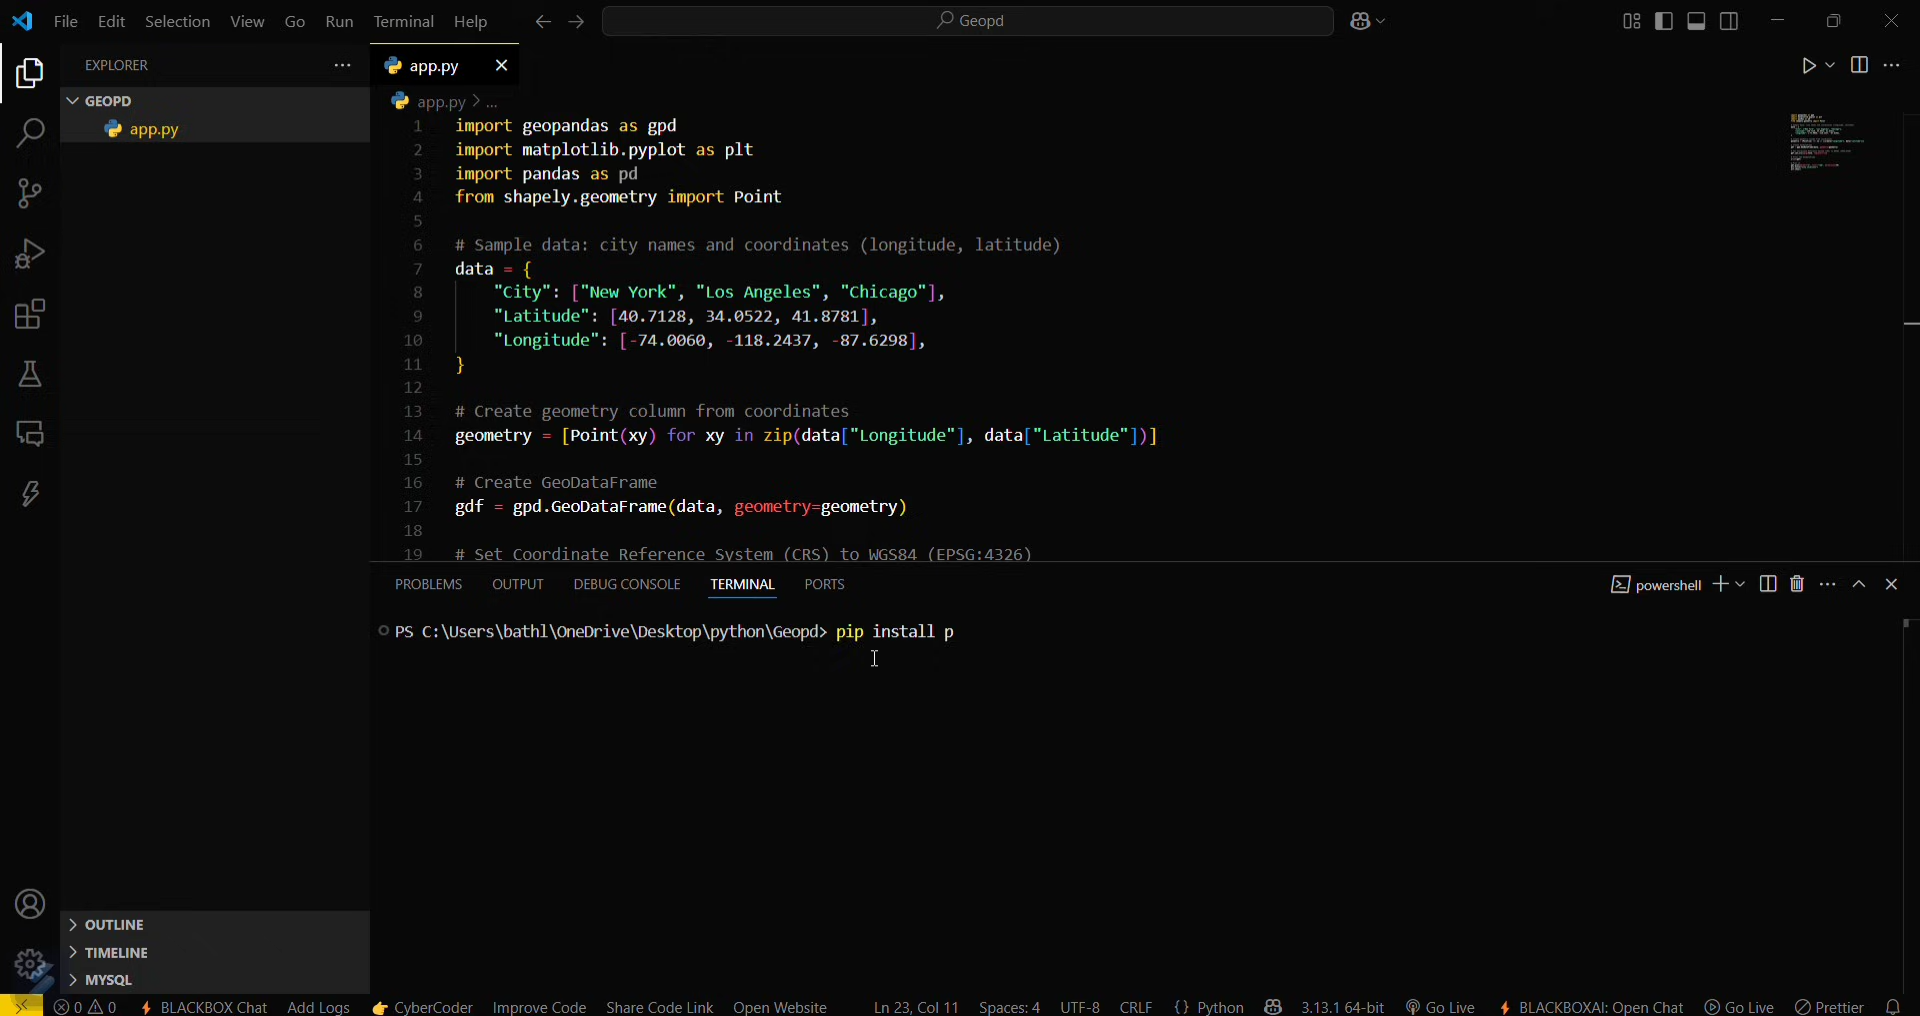 File Edit Selection View Go Run Terminal Help Geopd
EXPLORER
GEOPD
app.py
OUTLINE
TIMELINE
MYSQL
app.py
app.py > ...
1 import geopandas as gpd
2 import matplotlib.pyplot as plt
3 import pandas as pd
4 from shapely.geometry import Point
5
6 # Sample data: city names and coordinates (longitude, latitude)
7 data = {
8 "City": ["New York", "Los Angeles", "Chicago"],
9 "Latitude": [40.7128, 34.0522, 41.8781],
10 "Longitude": [-74.0060, -118.2437, -87.6298],
11 }
12
13 # Create geometry column from coordinates
14 geometry = [Point(xy) for xy in zip(data["Longitude"], data["Latitude"])]
15
16 # Create GeoDataFrame
17 gdf = gpd.GeoDataFrame(data, geometry=geometry)
18
19 # Set Coordinate Reference System (CRS) to WGS84 (EPSG:4326)
PROBLEMS OUTPUT DEBUG CONSOLE TERMINAL PORTS powershell
PS C:\Users\bathl\OneDrive\Desktop\python\Geopd> pip install p
0 0 BLACKBOX Chat Add Logs CyberCoder Improve Code Share Code Link Open Website Ln 23, Col 11 Spaces: 4 UTF-8 CRLF {} Python 3.13.1 64-bit Go Live BLACKBOXAI: Open Chat Go Live Prettier